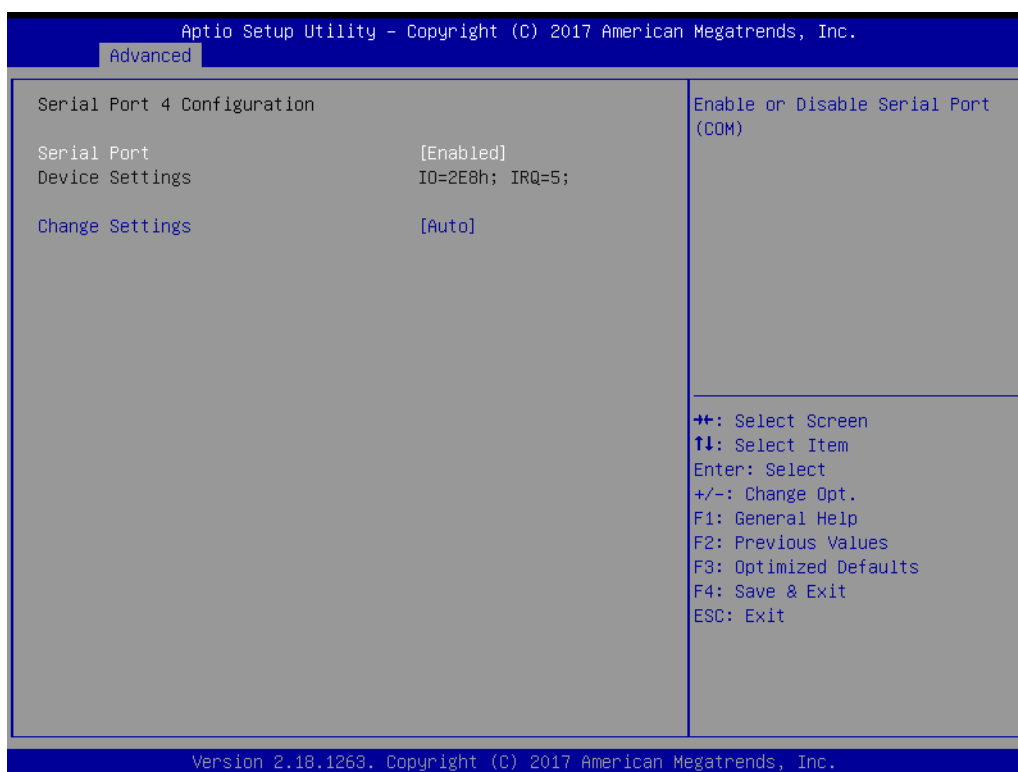 Aptio Setup Utility – Copyright (C) 2017 American Megatrends, Inc.
Advanced
Serial Port 4 Configuration
Serial Port [Enabled]
Device Settings IO=2E8h; IRQ=5;
Change Settings [Auto]
Enable or Disable Serial Port
(COM)
→←: Select Screen
↑↓: Select Item
Enter: Select
+/-: Change Opt.
F1: General Help
F2: Previous Values
F3: Optimized Defaults
F4: Save & Exit
ESC: Exit
Version 2.18.1263. Copyright (C) 2017 American Megatrends, Inc.